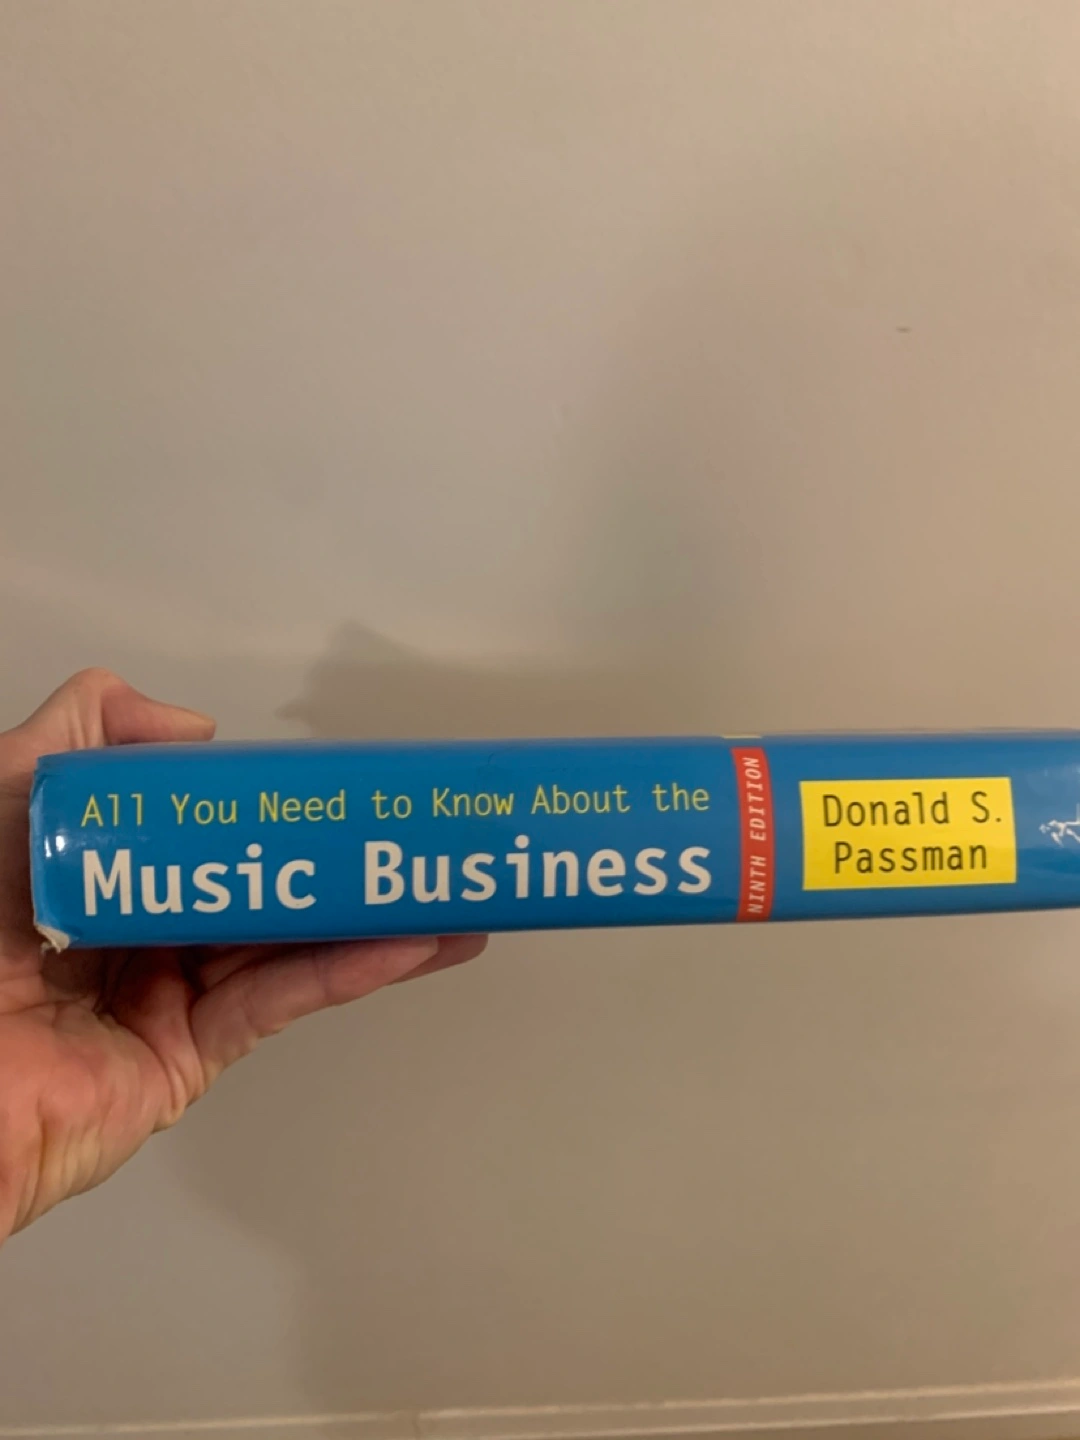 All You Need to Know About the
Music Business
NINTH EDITION
Donald S.
Passman